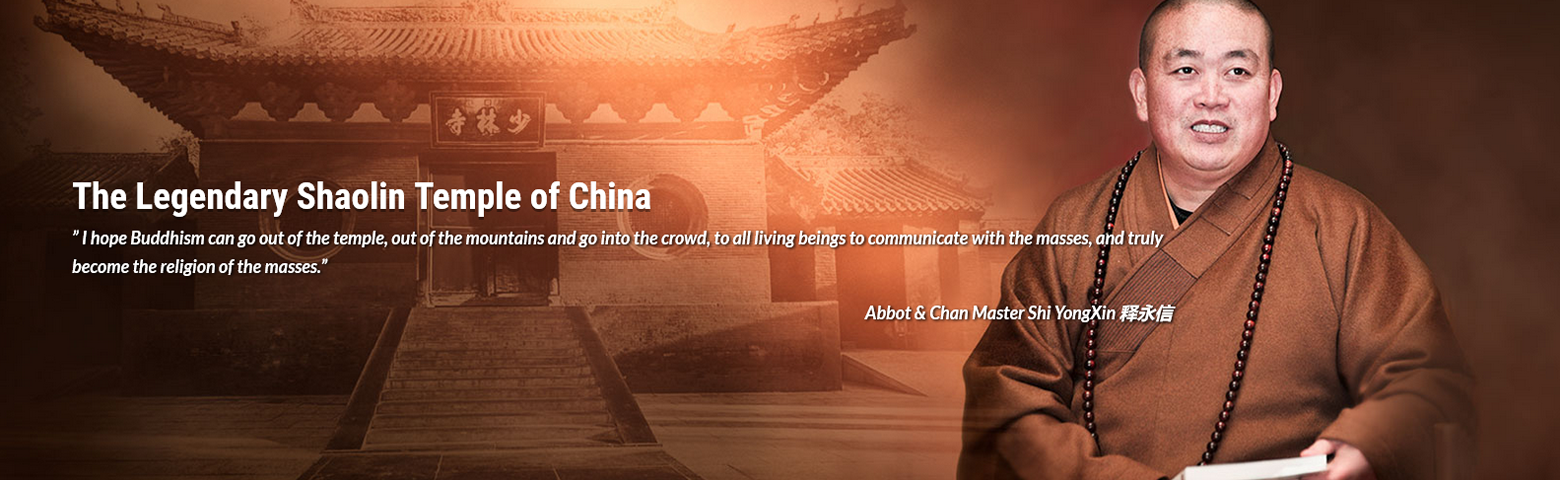 少林寺
The Legendary Shaolin Temple of China
” I hope Buddhism can go out of the temple, out of the mountains and go into the crowd, to all living beings to communicate with the masses, and truly
become the religion of the masses.”
Abbot & Chan Master Shi YongXin 释永信